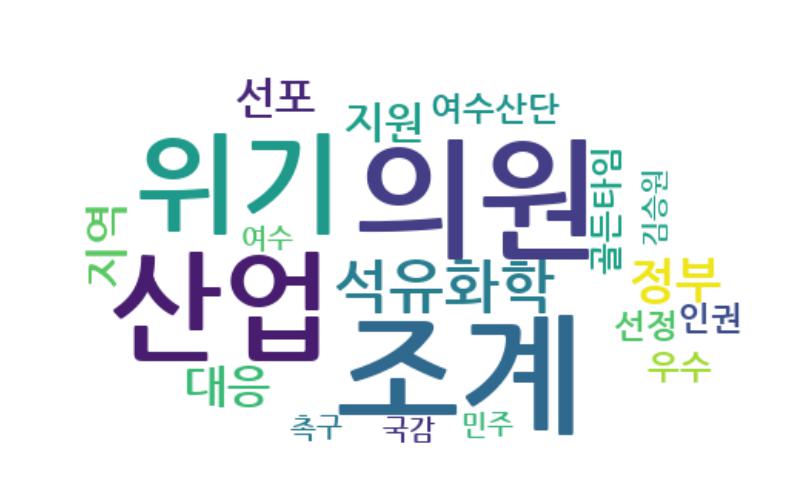 선포
지원
여수산단
위기
의원
골든타임
김승원
지역
여수
산업
석유화학
정부
선정
인권
조계
우수
대응
촉구
국감
민주